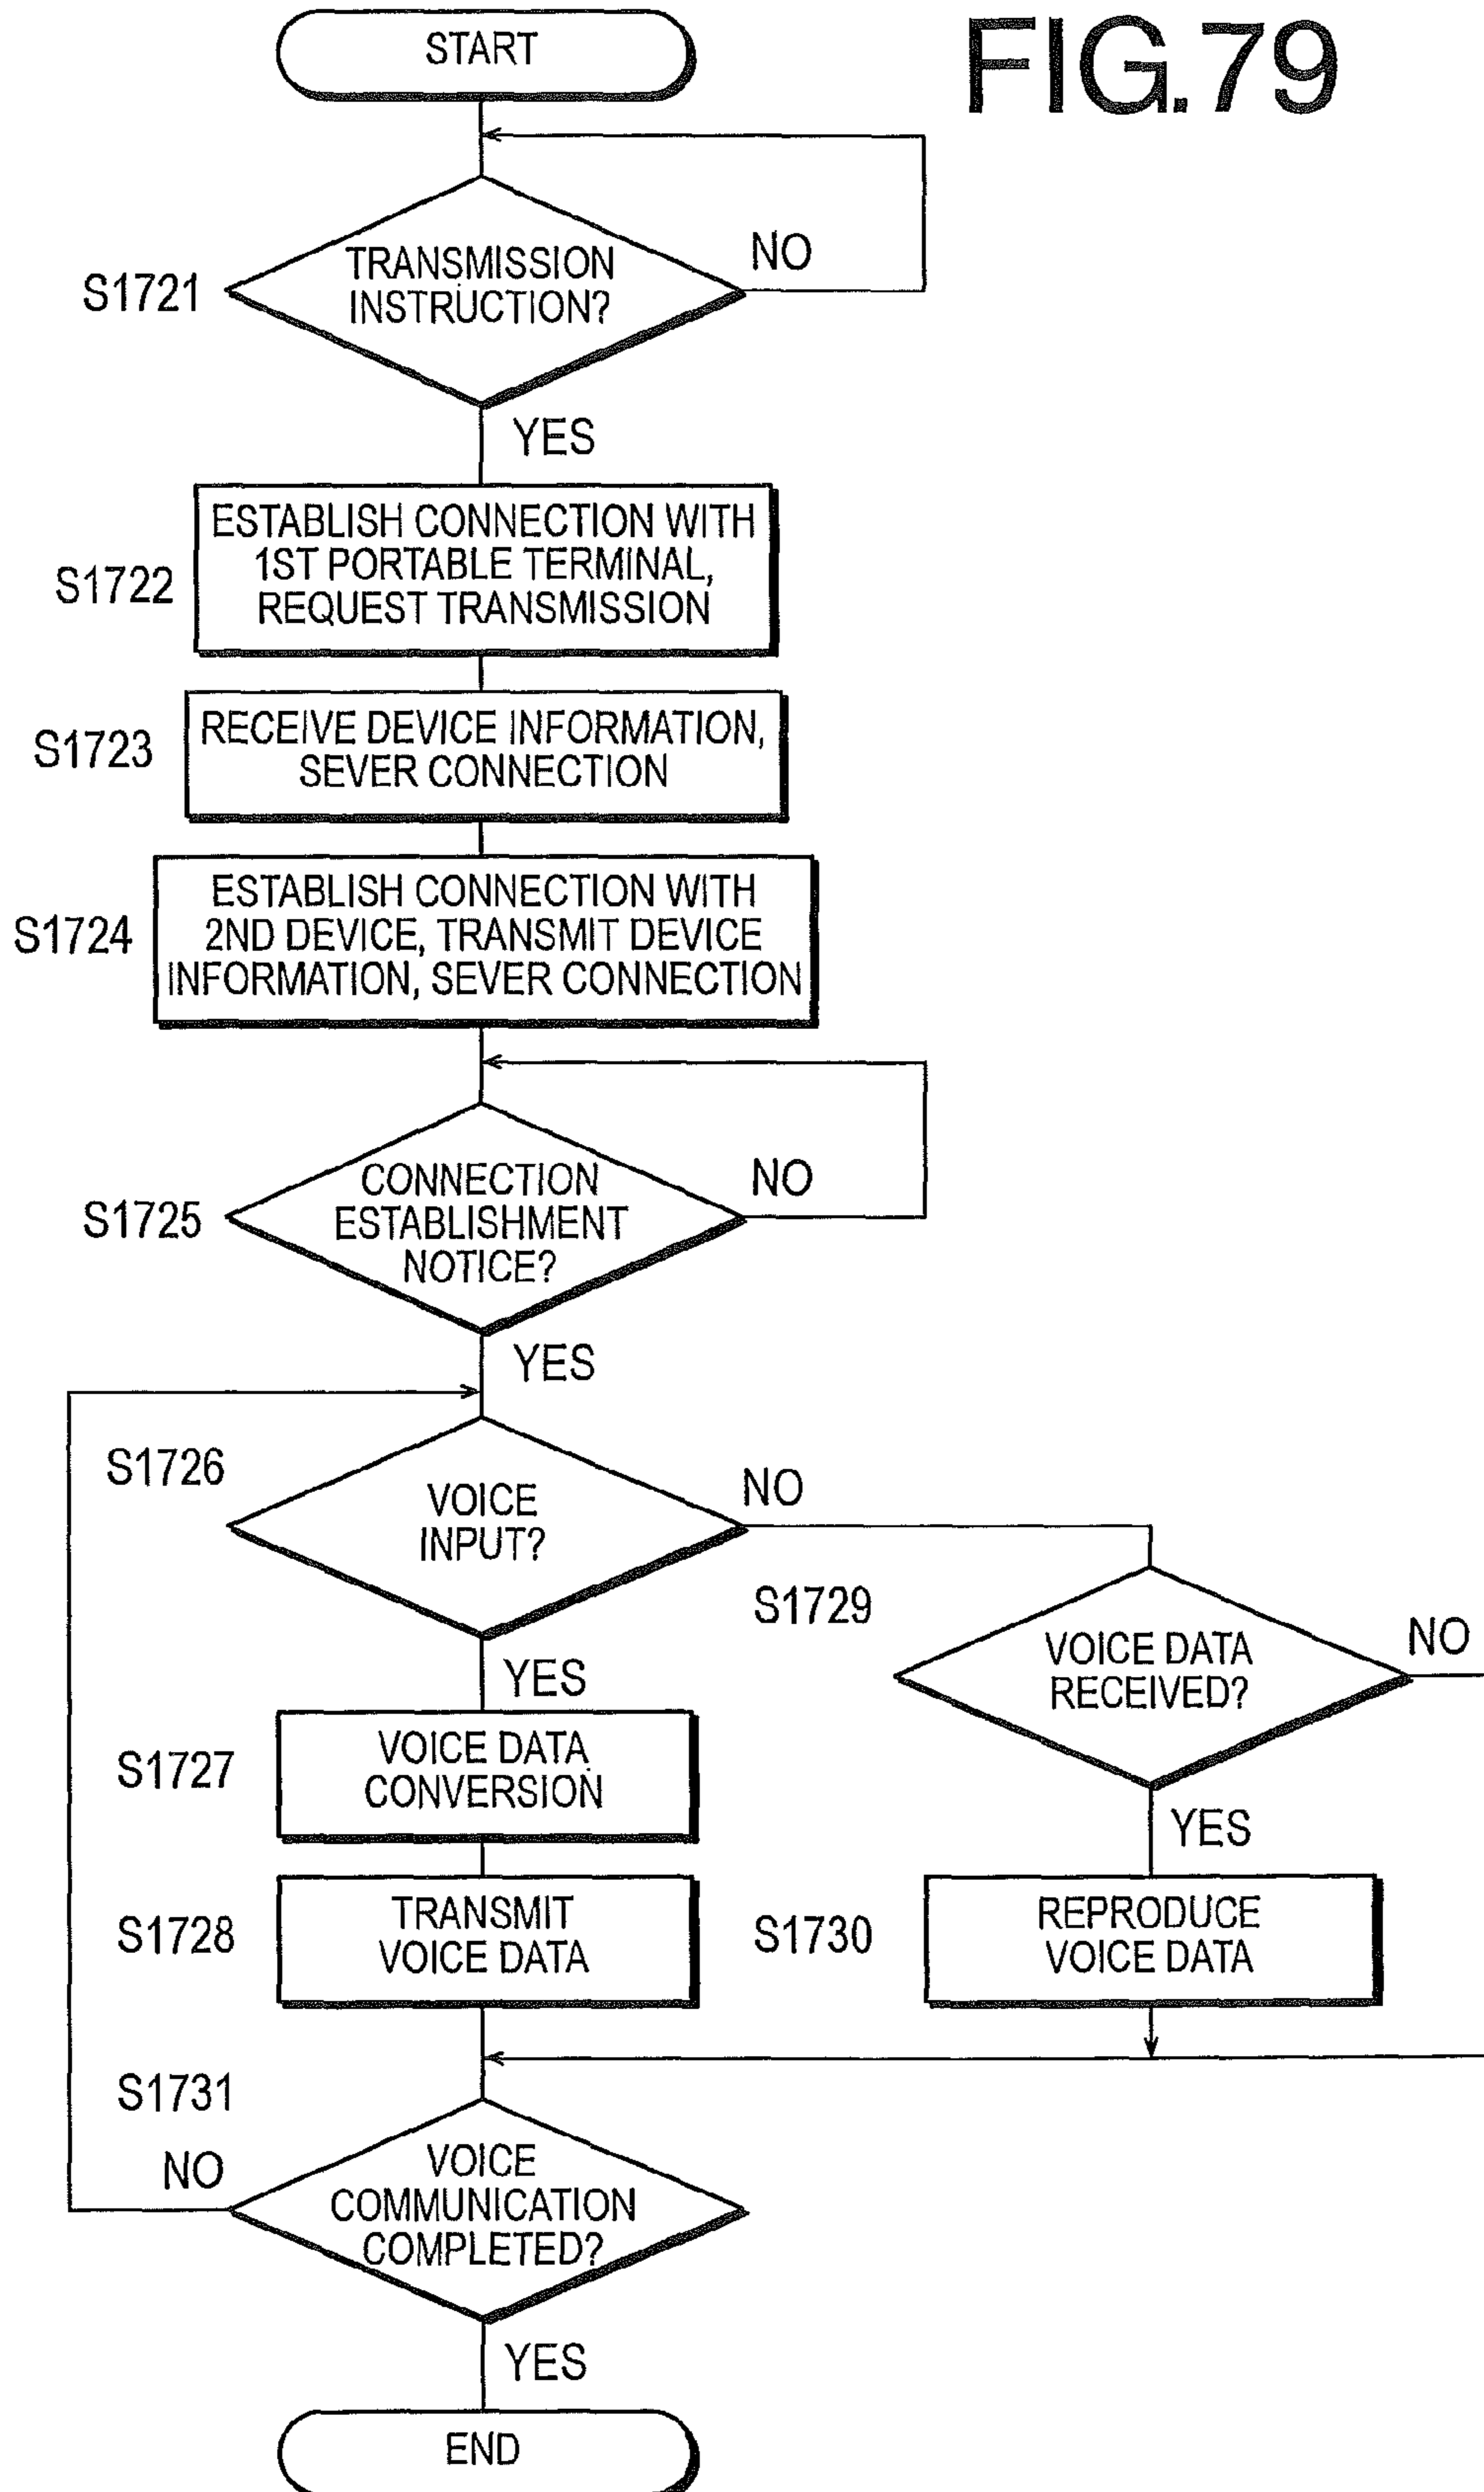 START
FIG.79
TRANSMISSION
INSTRUCTION?
NO
S1721
YES
ESTABLISH CONNECTION WITH
1ST PORTABLE TERMINAL,
REQUEST TRANSMISSION
S1722
RECEIVE DEVICE INFORMATION,
SEVER CONNECTION
S1723
ESTABLISH CONNECTION WITH
2ND DEVICE, TRANSMIT DEVICE
INFORMATION, SEVER CONNECTION
S1724
CONNECTION
ESTABLISHMENT
NOTICE?
NO
S1725
YES
S1726
VOICE
INPUT?
NO
S1729
VOICE DATA
RECEIVED?
NO
YES
S1727
VOICE DATA
CONVERSION
YES
S1728
TRANSMIT
VOICE DATA
S1730
REPRODUCE
VOICE DATA
S1731
NO
VOICE
COMMUNICATION
COMPLETED?
YES
END